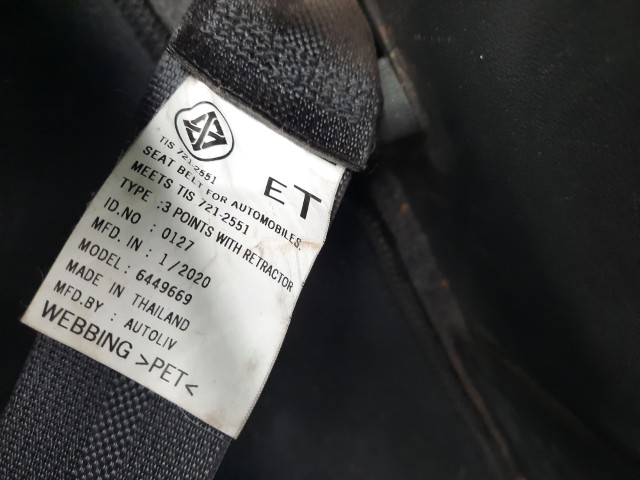 TIS 721-2551
ET
SEAT BELT FOR AUTOMOBILES.
MEETS TIS 721-2551
TYPE :3 POINTS WITH RETRACTOR
ID.NO : 0127
MFD. IN : 1/2020
MODEL: 6449669
MADE IN THAILAND
MFD.BY : AUTOLIV
WEBBING >PET<